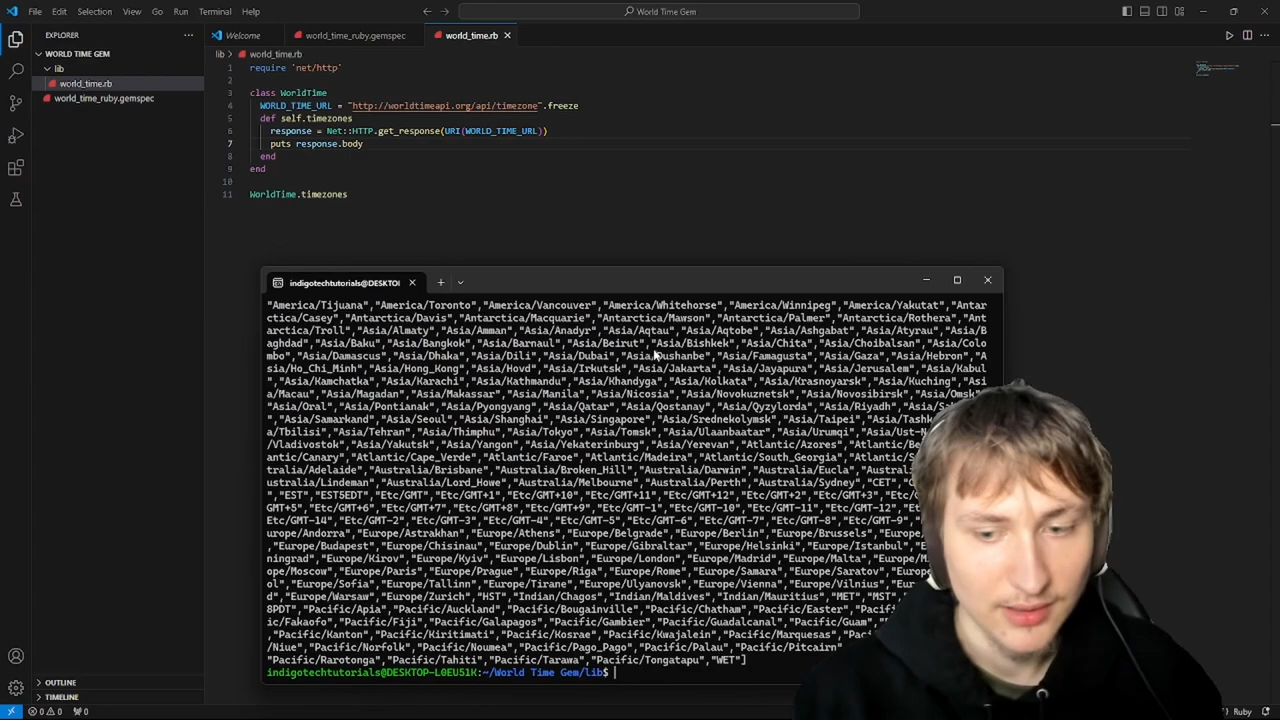 File Edit Selection View Go Run Terminal Help
World Time Gem
EXPLORER
Welcome
world_time_ruby.gemspec
world_time.rb
WORLD TIME GEM
lib
world_time.rb
world_time_ruby.gemspec
lib > world_time.rb
1 require 'net/http'
2
3 class WorldTime
4 WORLD_TIME_URL = "http://worldtimeapi.org/api/timezone".freeze
5 def self.timezones
6 response = Net::HTTP.get_response(URI(WORLD_TIME_URL))
7 puts response.body
8 end
9 end
10
11 WorldTime.timezones
indigotechtutorials@DESKTO
"America/Tijuana","America/Toronto","America/Vancouver","America/Whitehorse","America/Winnipeg","America/Yakutat","Antar
ctica/Casey","Antarctica/Davis","Antarctica/Macquarie","Antarctica/Mawson","Antarctica/Palmer","Antarctica/Rothera","Ant
arctica/Troll","Asia/Almaty","Asia/Amman","Asia/Anadyr","Asia/Aqtau","Asia/Aqtobe","Asia/Ashgabat","Asia/Atyrau","Asia/B
aghdad","Asia/Baku","Asia/Bangkok","Asia/Barnaul","Asia/Beirut","Asia/Bishkek","Asia/Chita","Asia/Choibalsan","Asia/Colo
mbo","Asia/Damascus","Asia/Dhaka","Asia/Dili","Asia/Dubai","Asia/Dushanbe","Asia/Famagusta","Asia/Gaza","Asia/Hebron","A
sia/Ho_Chi_Minh","Asia/Hong_Kong","Asia/Hovd","Asia/Irkutsk","Asia/Jakarta","Asia/Jayapura","Asia/Jerusalem","Asia/Kabul
","Asia/Kamchatka","Asia/Karachi","Asia/Kathmandu","Asia/Khandyga","Asia/Kolkata","Asia/Krasnoyarsk","Asia/Kuching","Asi
a/Macau","Asia/Magadan","Asia/Makassar","Asia/Manila","Asia/Nicosia","Asia/Novokuznetsk","Asia/Novosibirsk","Asia/Omsk"
,"Asia/Oral","Asia/Pontianak","Asia/Pyongyang","Asia/Qatar","Asia/Qostanay","Asia/Qyzylorda","Asia/Riyadh","Asia/Sa
","Asia/Samarkand","Asia/Seoul","Asia/Shanghai","Asia/Singapore","Asia/Srednekolymsk","Asia/Taipei","Asia/Tash
a/Tbilisi","Asia/Tehran","Asia/Thimphu","Asia/Tokyo","Asia/Tomsk","Asia/Ulaanbaatar","Asia/Urumqi","Asia/Ust-N
/Vladivostok","Asia/Yakutsk","Asia/Yangon","Asia/Yekaterinburg","Asia/Yerevan","Atlantic/Azores","Atlantic/Be
antic/Canary","Atlantic/Cape_Verde","Atlantic/Faroe","Atlantic/Madeira","Atlantic/South_Georgia","Atlantic/
tralia/Adelaide","Australia/Brisbane","Australia/Broken_Hill","Australia/Darwin","Australia/Eucla","Austral
ustralia/Lindeman","Australia/Lord_Howe","Australia/Melbourne","Australia/Perth","Australia/Sydney","CET","C
,"EST","EST5EDT","Etc/GMT","Etc/GMT+1","Etc/GMT+10","Etc/GMT+11","Etc/GMT+12","Etc/GMT+2","Etc/GMT+3","Etc
GMT+5","Etc/GMT+6","Etc/GMT+7","Etc/GMT+8","Etc/GMT+9","Etc/GMT-1","Etc/GMT-10","Etc/GMT-11","Etc/GMT-12","Et
Etc/GMT-14","Etc/GMT-2","Etc/GMT-3","Etc/GMT-4","Etc/GMT-5","Etc/GMT-6","Etc/GMT-7","Etc/GMT-8","Etc/GMT-9",
urope/Andorra","Europe/Astrakhan","Europe/Athens","Europe/Belgrade","Europe/Berlin","Europe/Brussels","Europe
"Europe/Budapest","Europe/Chisinau","Europe/Dublin","Europe/Gibraltar","Europe/Helsinki","Europe/Istanbul","E
ningrad","Europe/Kirov","Europe/Kyiv","Europe/Lisbon","Europe/London","Europe/Madrid","Europe/Malta","Europe
e/Moscow","Europe/Paris","Europe/Prague","Europe/Riga","Europe/Rome","Europe/Samara","Europe/Saratov","Europe
ol","Europe/Sofia","Europe/Tallinn","Europe/Tirane","Europe/Ulyanovsk","Europe/Vienna","Europe/Vilnius","Eu
d","Europe/Warsaw","Europe/Zurich","HST","Indian/Chagos","Indian/Maldives","Indian/Mauritius","MET","MST",
8PDT","Pacific/Apia","Pacific/Auckland","Pacific/Bougainville","Pacific/Chatham","Pacific/Easter","Pacific/
ic/Fakaofo","Pacific/Fiji","Pacific/Galapagos","Pacific/Gambier","Pacific/Guadalcanal","Pacific/Guam","P
,"Pacific/Kanton","Pacific/Kiritimati","Pacific/Kosrae","Pacific/Kwajalein","Pacific/Marquesas","Pacifi
/Niue","Pacific/Norfolk","Pacific/Noumea","Pacific/Pago_Pago","Pacific/Palau","Pacific/Pitcairn"
"Pacific/Rarotonga","Pacific/Tahiti","Pacific/Tarawa","Pacific/Tongatapu","WET"]
indigotechtutorials@DESKTOP-L0EU51K:~/World Time Gem/lib$
OUTLINE
TIMELINE
0 0 0
Ruby